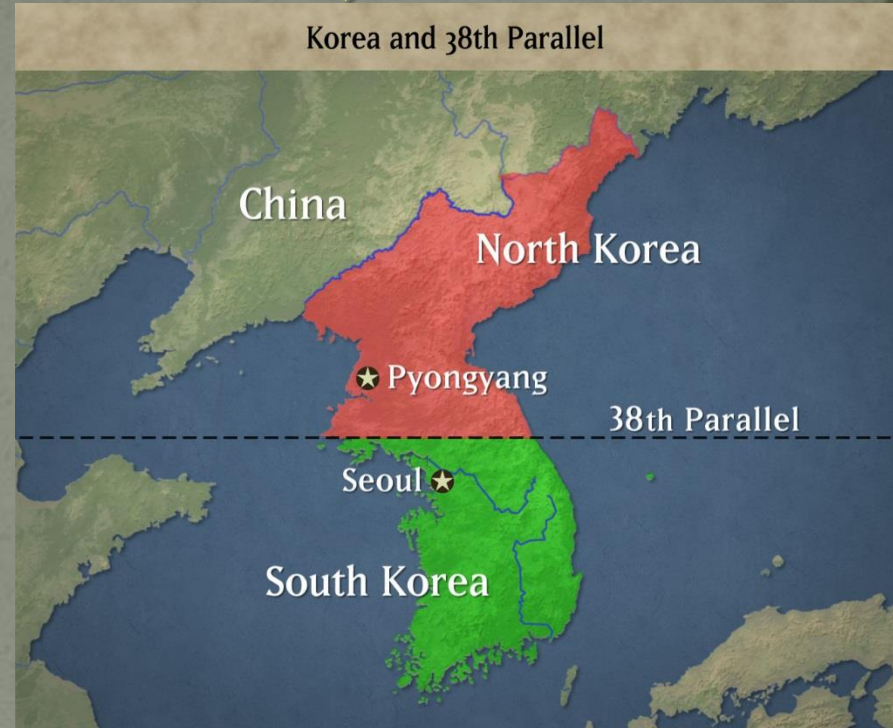 Korea and 38th Parallel
China
North Korea
Pyongyang
38th Parallel
Seoul
South Korea